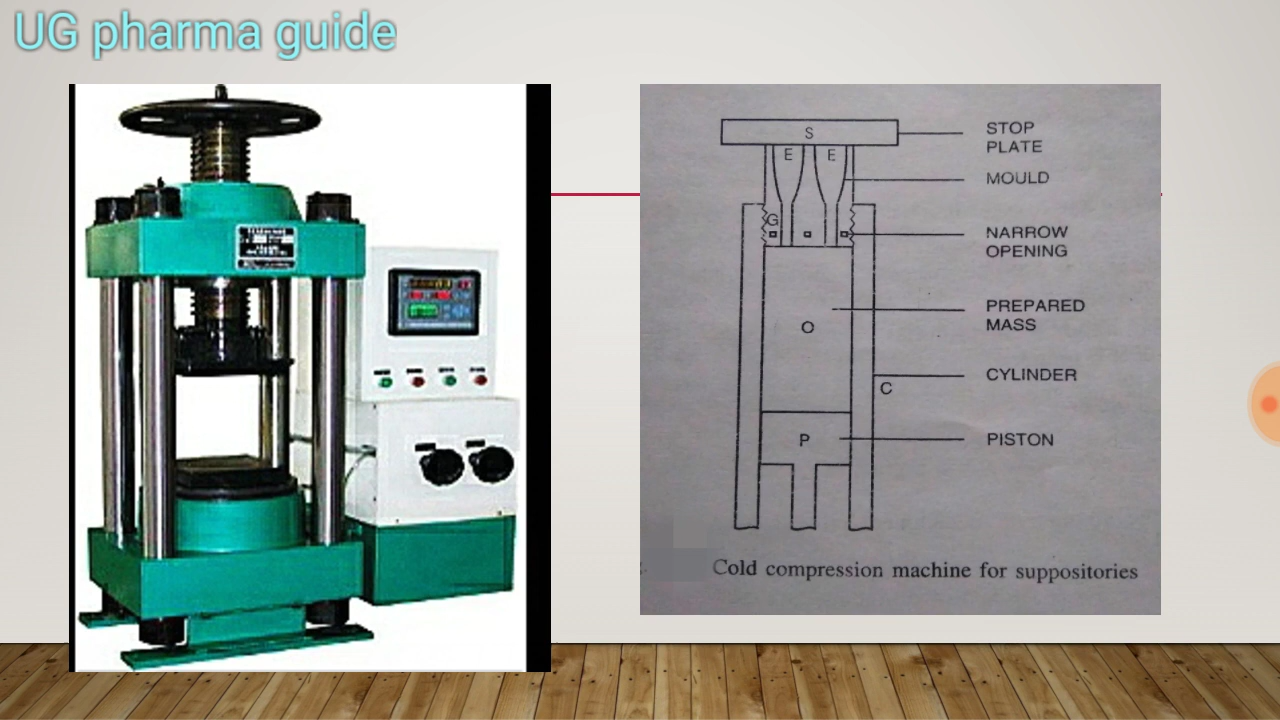 UG pharma guide
S
STOP
PLATE
E E
MOULD
G
NARROW
OPENING
PREPARED
MASS
O
CYLINDER
C
P
PISTON
Cold compression machine for suppositories